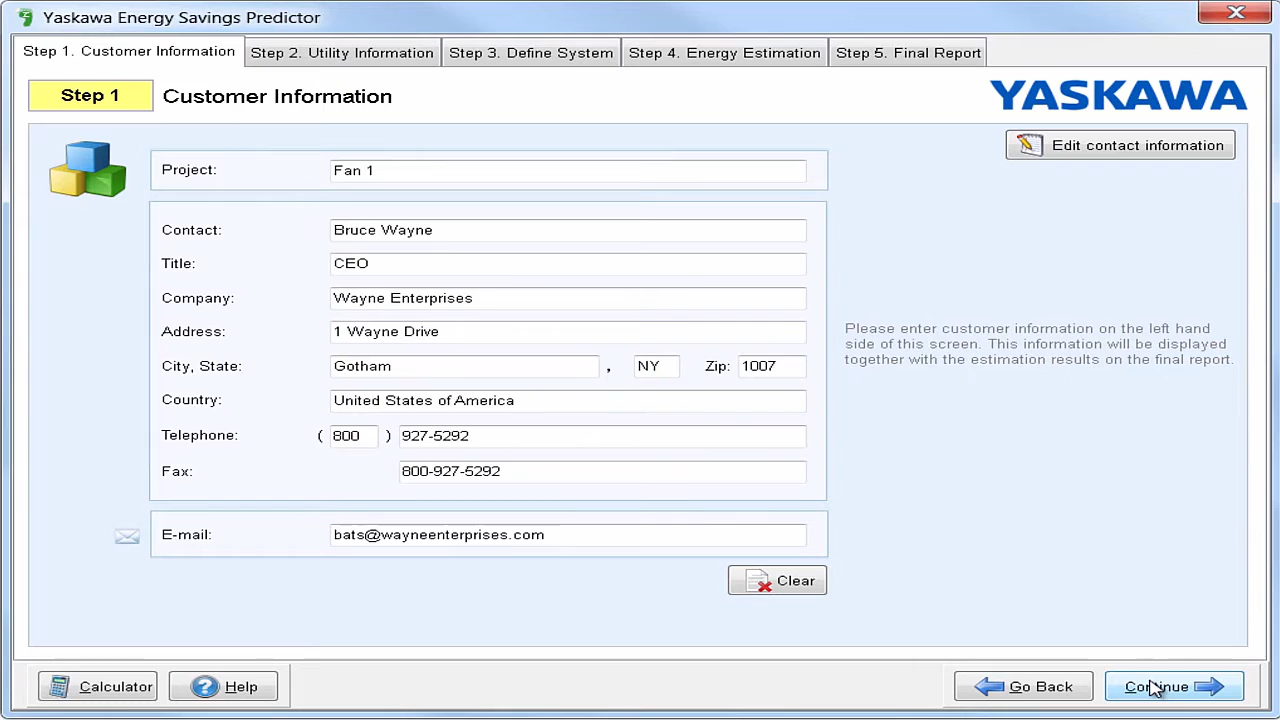 Yaskawa Energy Savings Predictor
Step 1. Customer Information
Step 2. Utility Information
Step 3. Define System
Step 4. Energy Estimation
Step 5. Final Report
Step 1
Customer Information
YASKAWA
Edit contact information
Project: Fan 1
Contact: Bruce Wayne
Title: CEO
Company: Wayne Enterprises
Address: 1 Wayne Drive
City, State: Gotham , NY Zip: 1007
Country: United States of America
Telephone: ( 800 ) 927-5292
Fax: 800-927-5292
E-mail: bats@wayneenterprises.com
Please enter customer information on the left hand
side of this screen. This information will be displayed
together with the estimation results on the final report.
Clear
Calculator
Help
Go Back
Continue